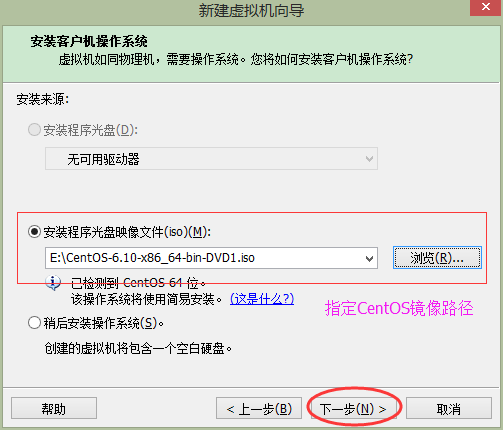 新建虚拟机向导
安装客户机操作系统
虚拟机如同物理机，需要操作系统。您将如何安装客户机操作系统?
安装来源:
安装程序光盘(D):
无可用驱动器
安装程序光盘映像文件(iso)(M):
E:\CentOS-6.10-x86_64-bin-DVD1.iso
浏览(R)...
已检测到 CentOS 64 位。
该操作系统将使用简易安装。 (这是什么?)
指定CentOS镜像路径
稍后安装操作系统(S)。
创建的虚拟机将包含一个空白硬盘。
帮助
< 上一步(B)
下一步(N) >
取消